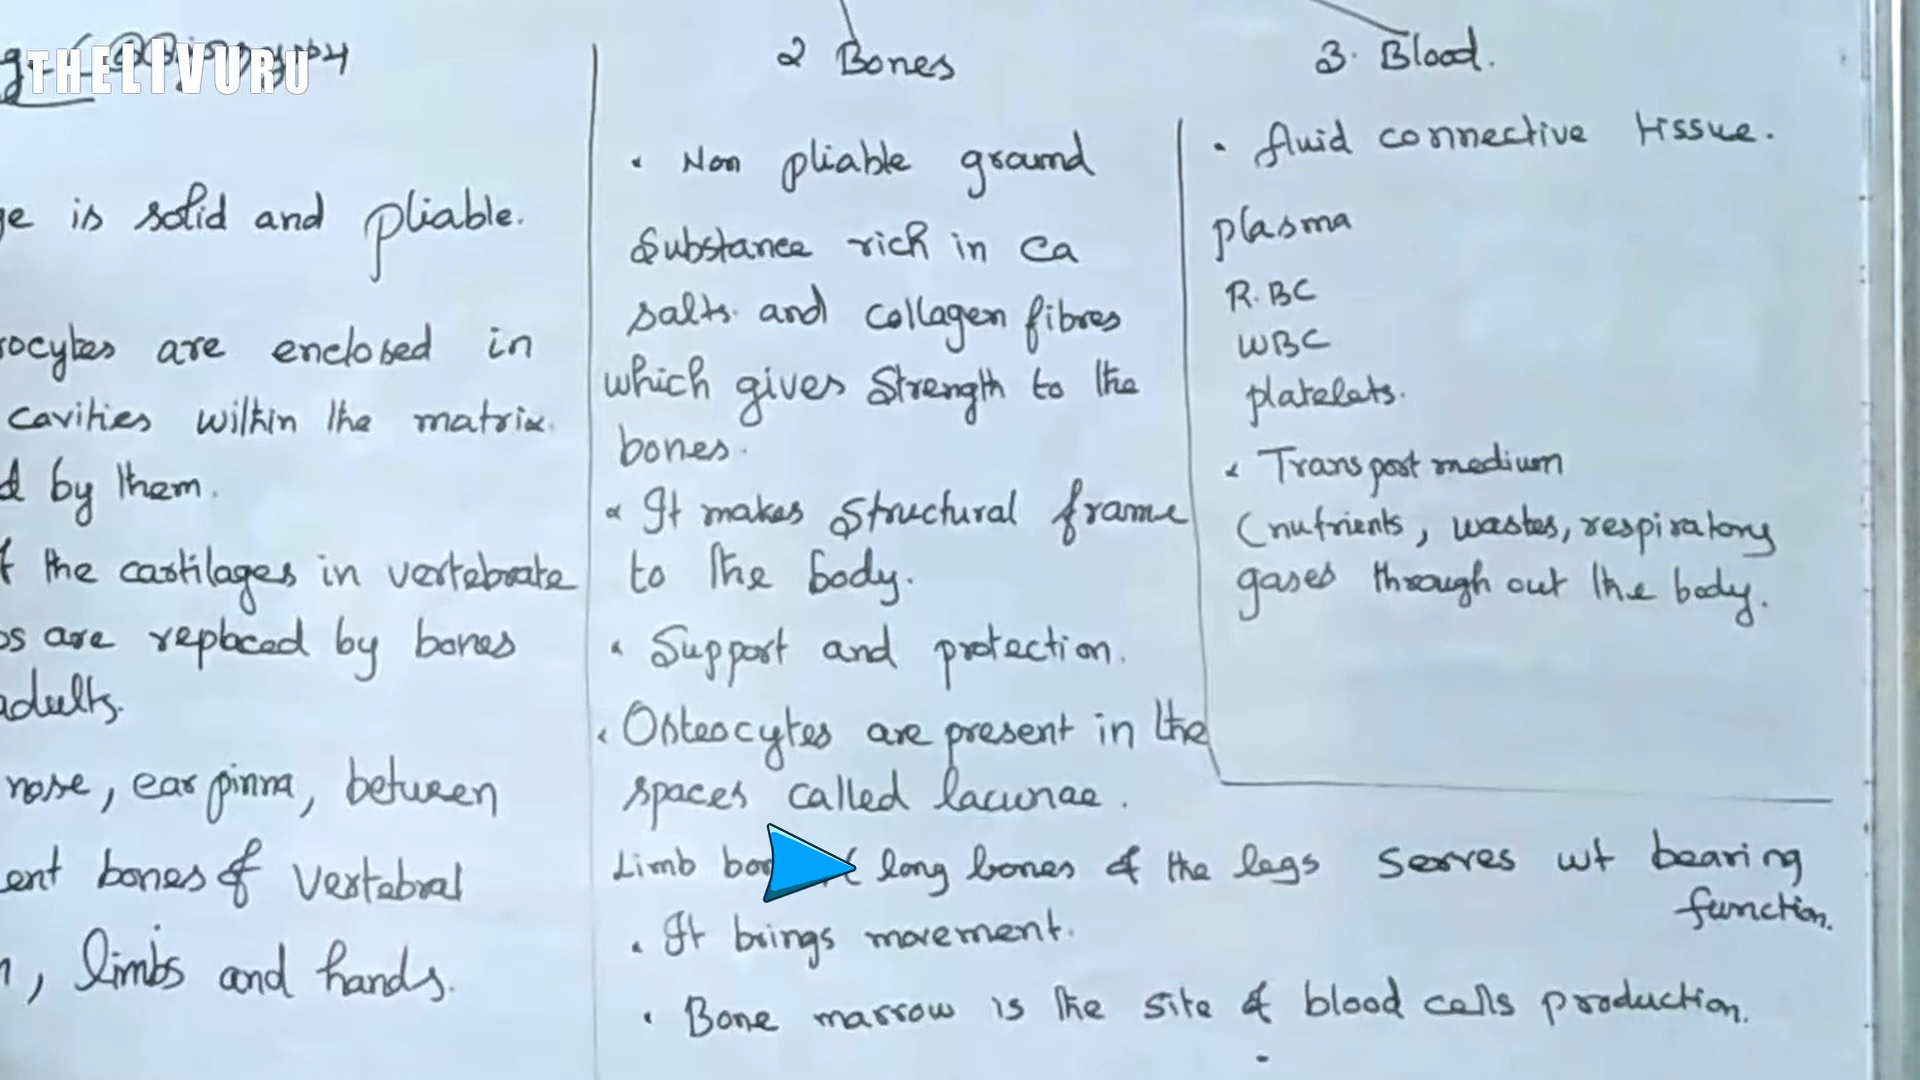 THELIVURU
ge is solid and pliable.
ocytes are enclosed in
cavities within the matrix.
d by them.
f the cartilages in vertebrate
os are replaced by bones
adults.
nose, ear pinna, between
ent bones of vertebral
n, limbs and hands.
2 Bones
• Non pliable ground
Substance rich in Ca
salts and collagen fibres
which gives Strength to the
bones.
• It makes Structural frame
to the body.
• Support and protection.
• Osteocytes are present in the
spaces called lacunae.
Limb long bones of the legs Serves wt bearing
function.
• It brings movement.
• Bone marrow is the site of blood cells production.
3. Blood.
• fluid connective tissue.
plasma
R.BC
WBC
platelets.
• Transport medium
(nutrients, wastes, respiratory
gases through out the body.